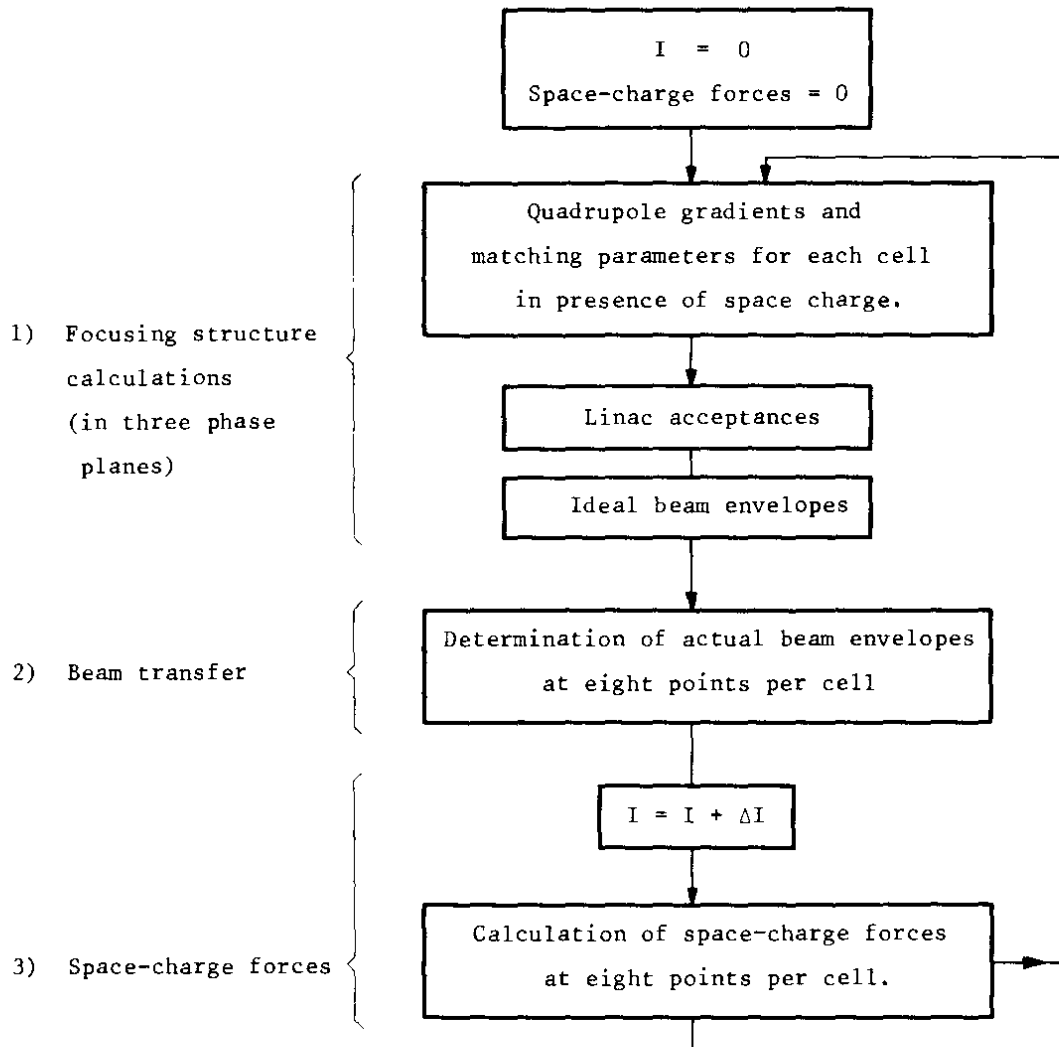 I = 0
Space-charge forces = 0
1) Focusing structure
calculations
(in three phase
planes)
Quadrupole gradients and
matching parameters for each cell
in presence of space charge.
Linac acceptances
Ideal beam envelopes
2) Beam transfer
Determination of actual beam envelopes
at eight points per cell
I = I + ΔI
3) Space-charge forces
Calculation of space-charge forces
at eight points per cell.